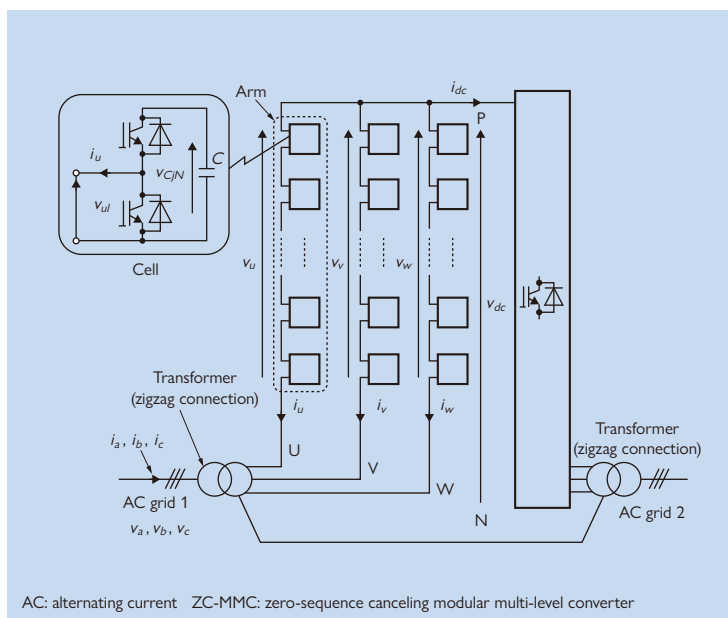 Arm
i_dc
P
i_u
v_CjN
C
v_ul
Cell
v_u
v_v
v_w
v_dc
Transformer
(zigzag connection)
i_u
i_v
i_w
Transformer
(zigzag connection)
i_a, i_b, i_c
U
V
W
AC grid 1
v_a, v_b, v_c
N
AC grid 2
AC: alternating current ZC-MMC: zero-sequence canceling modular multi-level converter